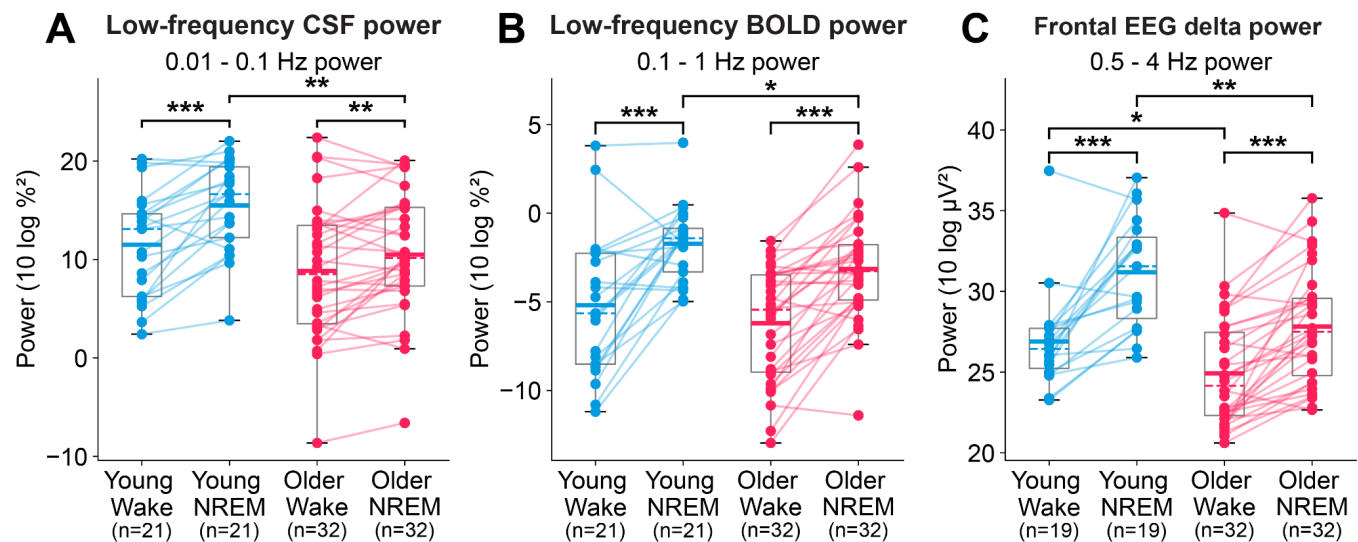 A Low-frequency CSF power
0.01 - 0.1 Hz power
Power (10 log %²)
20
10
0
−10
***
**
**
Young Wake (n=21)
Young NREM (n=21)
Older Wake (n=32)
Older NREM (n=32)
B Low-frequency BOLD power
0.1 - 1 Hz power
Power (10 log %²)
5
0
−5
−10
***
*
***
Young Wake (n=21)
Young NREM (n=21)
Older Wake (n=32)
Older NREM (n=32)
C Frontal EEG delta power
0.5 - 4 Hz power
Power (10 log µV²)
40
35
30
25
20
**
*
***
***
Young Wake (n=19)
Young NREM (n=19)
Older Wake (n=32)
Older NREM (n=32)